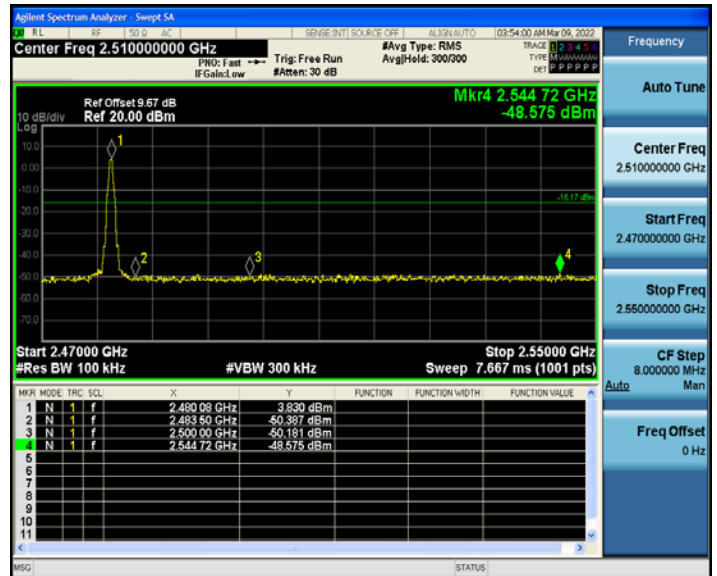 Agilent Spectrum Analyzer - Swept SA
RL RF 50 Ω AC SENSE:INT SOURCE OFF ALIGN AUTO 03:54:00 AM Mar 09, 2022
Center Freq 2.510000000 GHz #Avg Type: RMS TRACE 1 2 3 4 5 6
PNO: Fast Trig: Free Run Avg|Hold: 300/300 TYPE M
IFGain:Low #Atten: 30 dB DET P P P P P P
Mkr4 2.544 72 GHz
-48.575 dBm
Ref Offset 9.67 dB
10 dB/div Ref 20.00 dBm
Log
10.0
0.00
-10.0
-20.0
-30.0
-40.0
-50.0
-60.0
-70.0
1
2
3
4
-16.17 dBm
Start 2.47000 GHz Stop 2.55000 GHz
#Res BW 100 kHz #VBW 300 kHz Sweep 7.667 ms (1001 pts)
MKR MODE TRC SCL X Y FUNCTION FUNCTION WIDTH FUNCTION VALUE
1 N 1 f 2.480 08 GHz 3.830 dBm
2 N 1 f 2.483 50 GHz -50.387 dBm
3 N 1 f 2.500 00 GHz -50.181 dBm
4 N 1 f 2.544 72 GHz -48.575 dBm
5
6
7
8
9
10
11
MSG STATUS
Frequency
Auto Tune
Center Freq
2.510000000 GHz
Start Freq
2.470000000 GHz
Stop Freq
2.550000000 GHz
CF Step
8.000000 MHz
Auto Man
Freq Offset
0 Hz